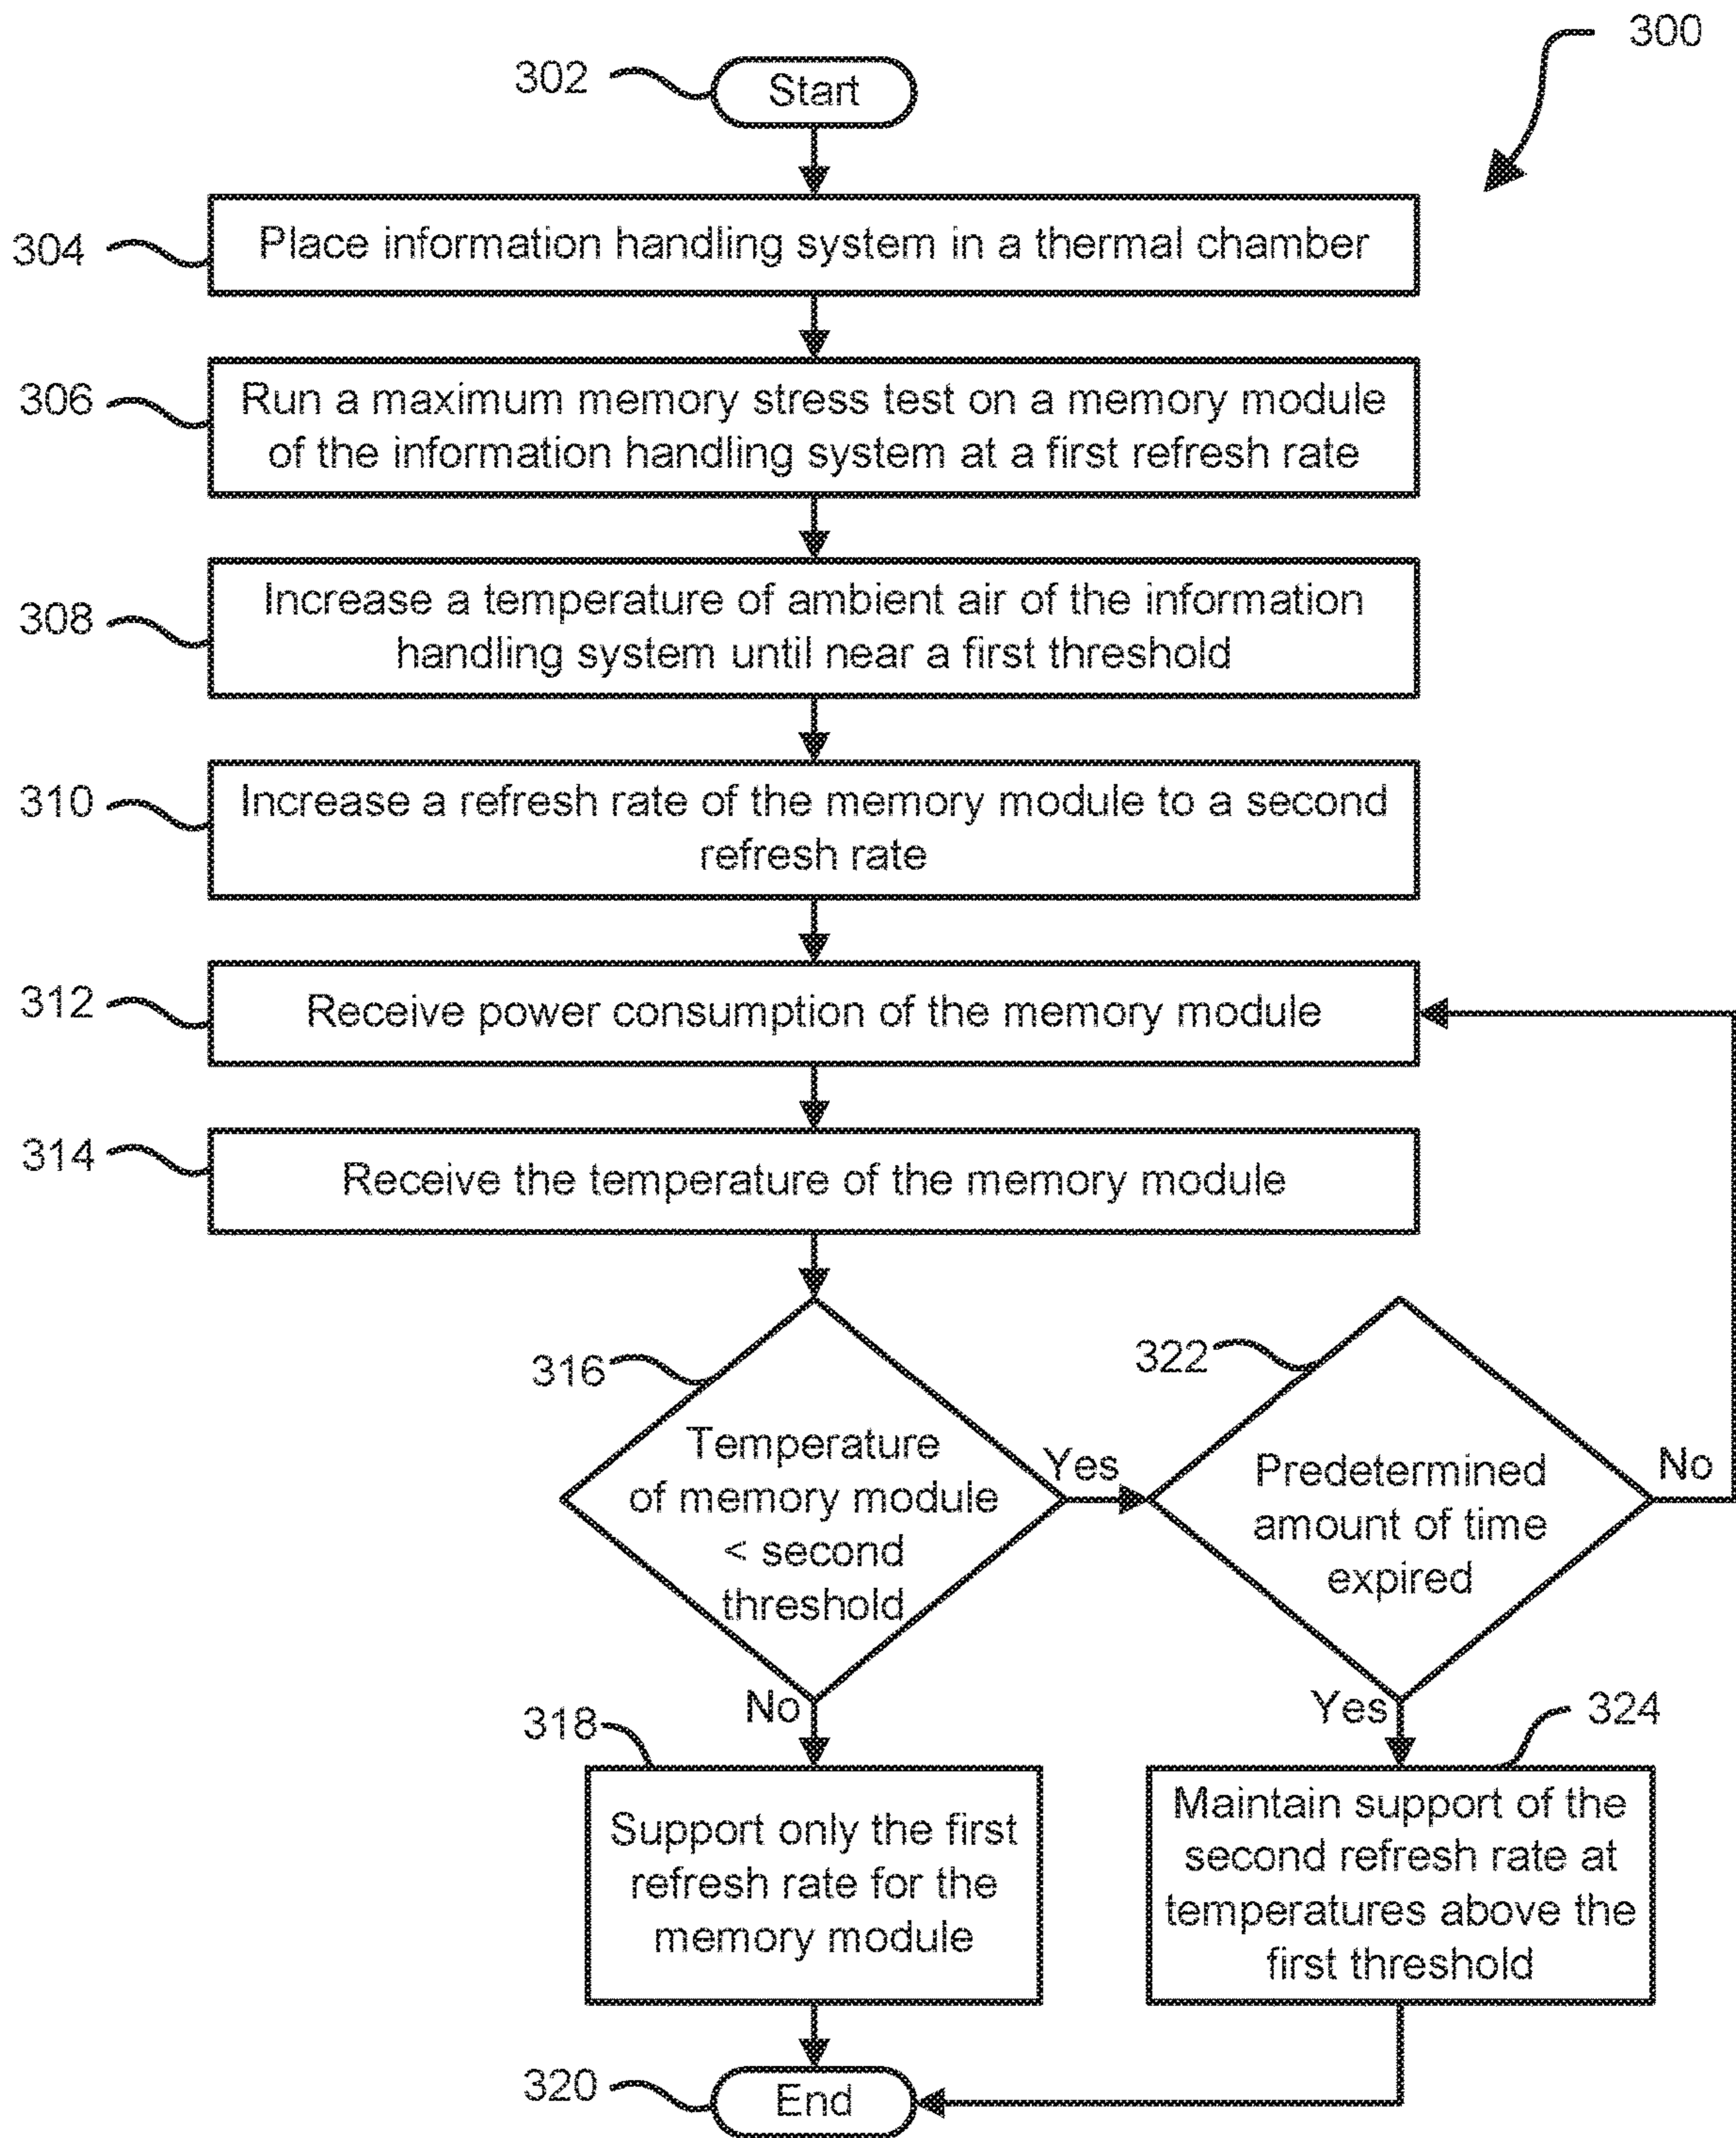 300
302
Start
304
Place information handling system in a thermal chamber
306
Run a maximum memory stress test on a memory module
of the information handling system at a first refresh rate
308
Increase a temperature of ambient air of the information
handling system until near a first threshold
310
Increase a refresh rate of the memory module to a second
refresh rate
312
Receive power consumption of the memory module
314
Receive the temperature of the memory module
316
Temperature
of memory module
< second
threshold
Yes
No
322
Predetermined
amount of time
expired
No
Yes
318
Support only the first
refresh rate for the
memory module
324
Maintain support of the
second refresh rate at
temperatures above the
first threshold
320
End